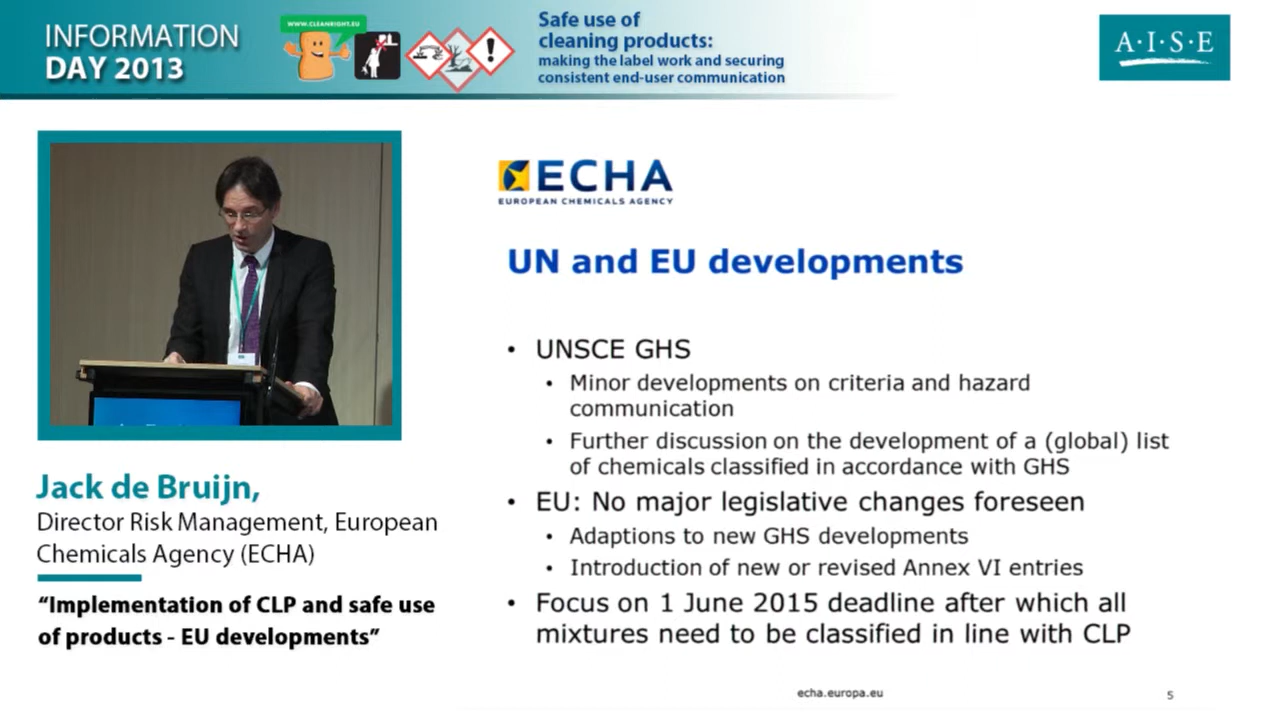 INFORMATION
DAY 2013
WWW.CLEANRIGHT.EU
Safe use of
cleaning products:
making the label work and securing
consistent end-user communication
A·I·S·E
ECHA
EUROPEAN CHEMICALS AGENCY
UN and EU developments
• UNSCE GHS
• Minor developments on criteria and hazard
communication
• Further discussion on the development of a (global) list
of chemicals classified in accordance with GHS
• EU: No major legislative changes foreseen
• Adaptions to new GHS developments
• Introduction of new or revised Annex VI entries
• Focus on 1 June 2015 deadline after which all
mixtures need to be classified in line with CLP
echa.europa.eu
5
Jack de Bruijn,
Director Risk Management, European
Chemicals Agency (ECHA)
“Implementation of CLP and safe use
of products - EU developments”